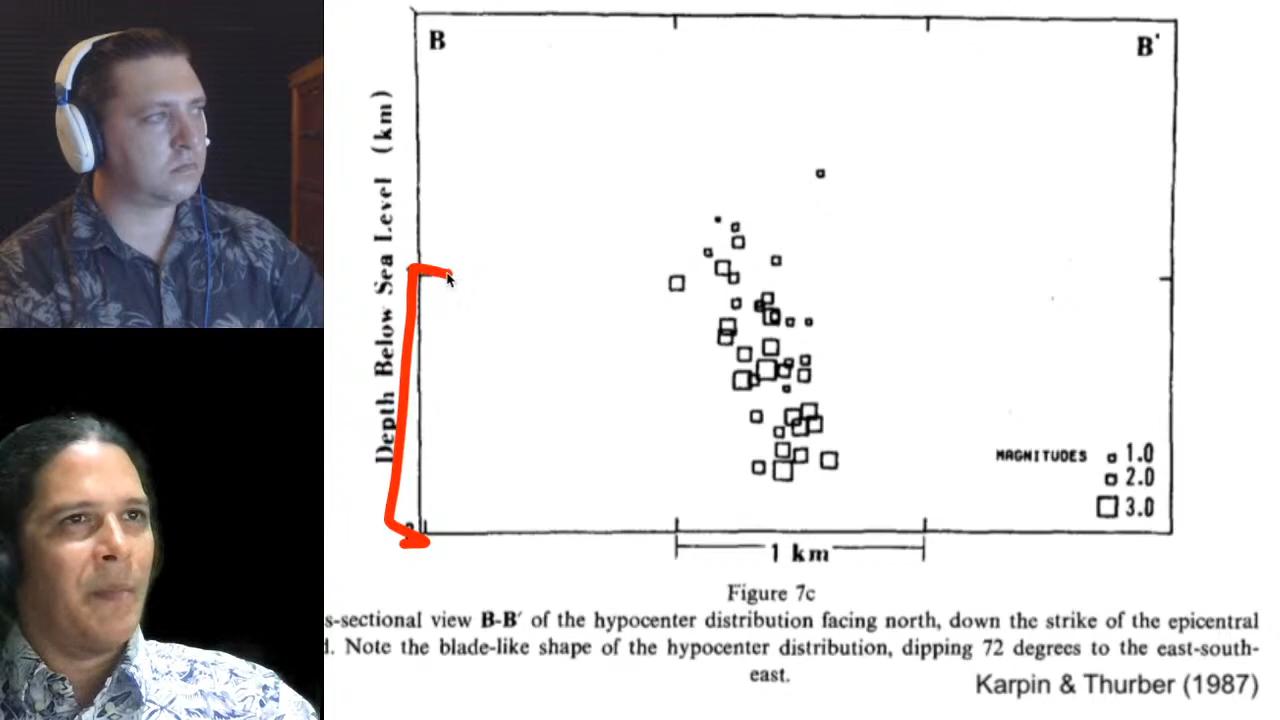 B
B'
Depth Below Sea Level (km)
MAGNITUDES
1.0
2.0
3.0
1 km
Figure 7c
s-sectional view B-B′ of the hypocenter distribution facing north, down the strike of the epicentral
d. Note the blade-like shape of the hypocenter distribution, dipping 72 degrees to the east-south-
east.
Karpin & Thurber (1987)